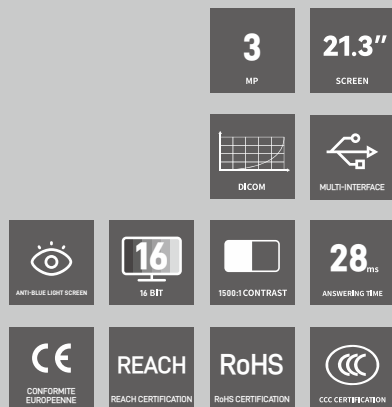 3
MP
21.3″
SCREEN
DICOM
MULTI-INTERFACE
ANTI-BLUE LIGHT SCREEN
16
16 BIT
1500:1 CONTRAST
28ms
ANSWERING TIME
CE
CONFORMITE
EUROPEENNE
REACH
REACH CERTIFICATION
RoHS
RoHS CERTIFICATION
CCC
CCC CERTIFICATION